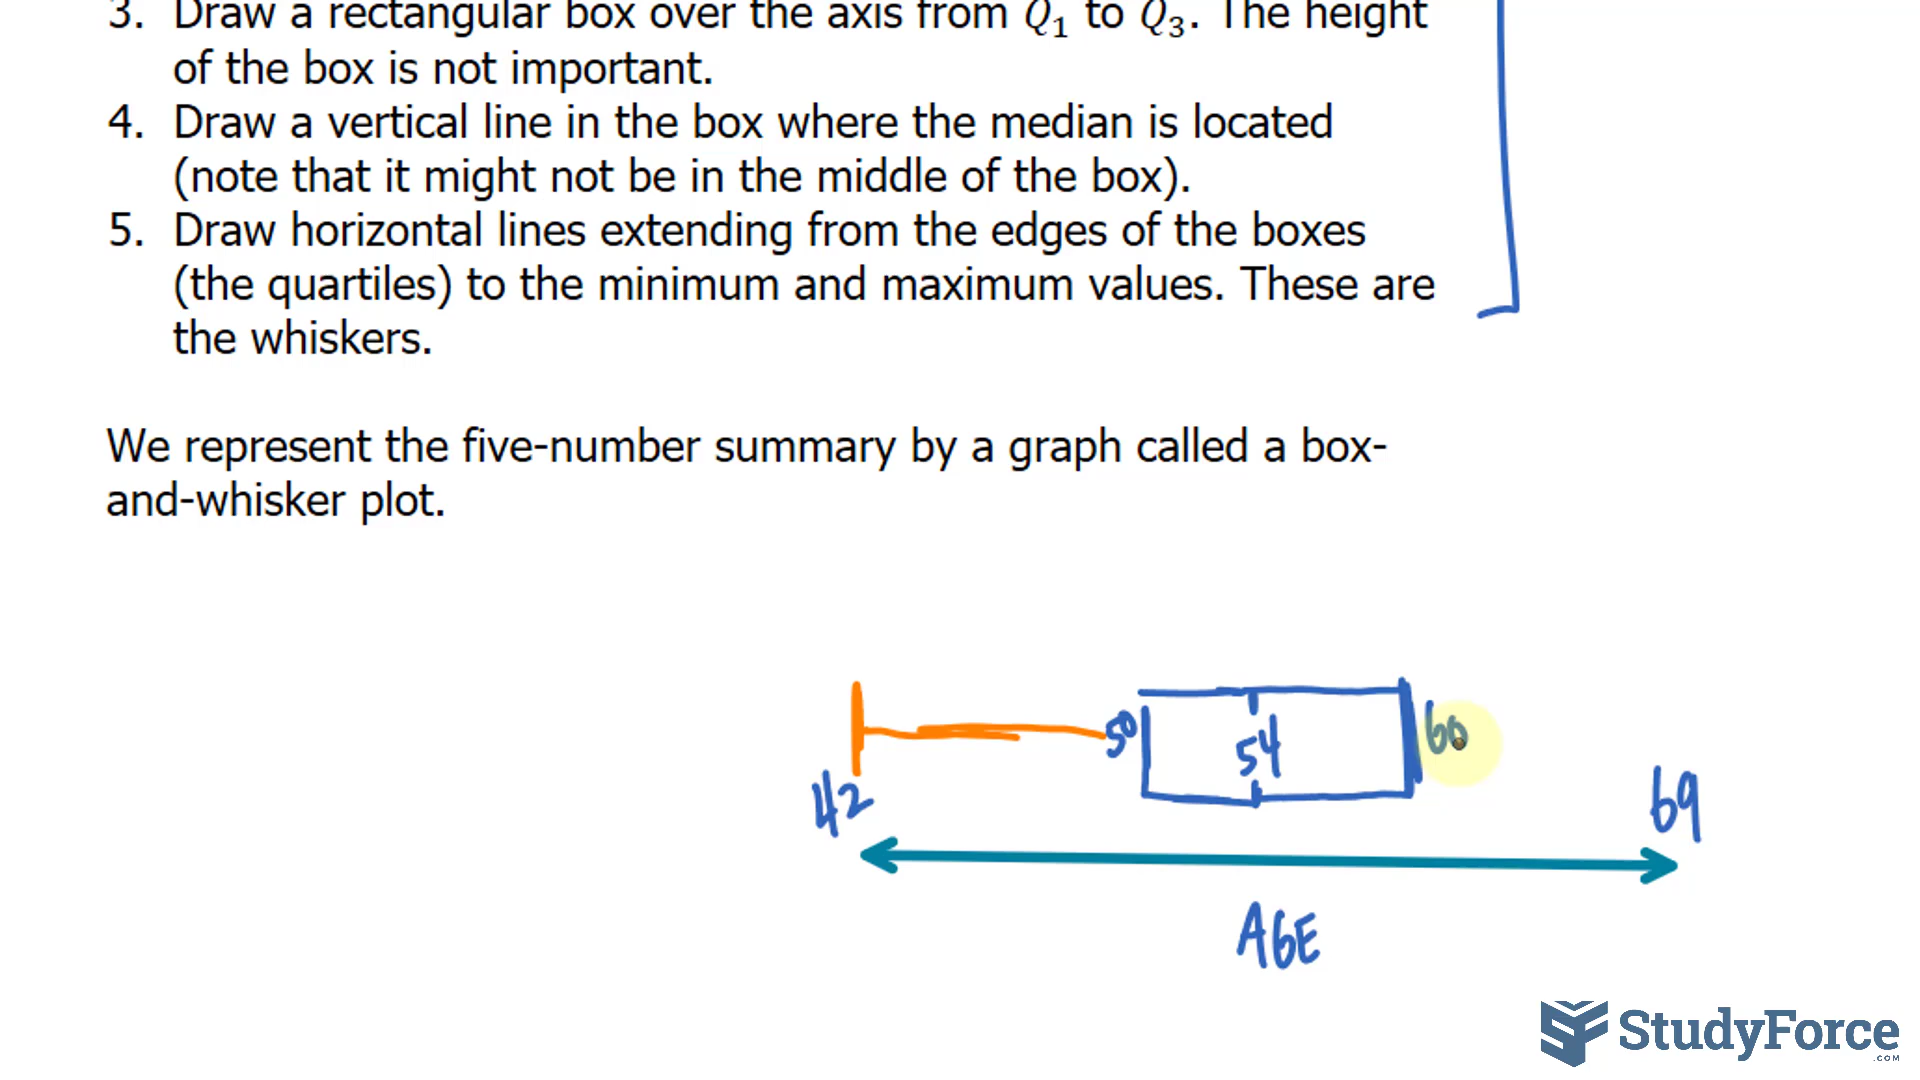 3. Draw a rectangular box over the axis from Q₁ to Q₃. The height
of the box is not important.
4. Draw a vertical line in the box where the median is located
(note that it might not be in the middle of the box).
5. Draw horizontal lines extending from the edges of the boxes
(the quartiles) to the minimum and maximum values. These are
the whiskers.
We represent the five-number summary by a graph called a box-
and-whisker plot.
50 54 60
42 69
AGE
StudyForce
.COM